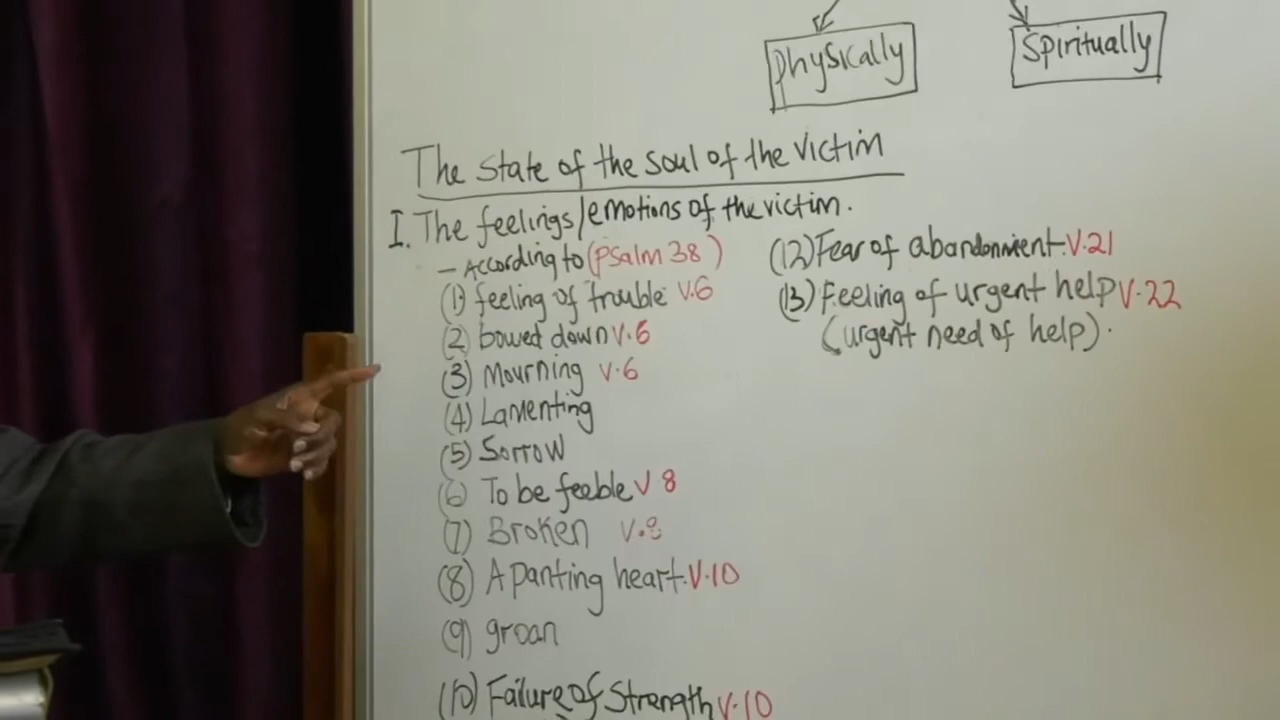 Physically
Spiritually
The state of the soul of the victim
I. The feelings/emotions of the victim.
- According to (Psalm 38)
(1) feeling of trouble V.6
(2) bowed down V.6
(3) Mourning V.6
(4) Lamenting
(5) Sorrow
(6) To be feeble V 8
(7) Broken V.8
(8) A panting heart. V.10
(9) groan
(10) Failure of Strength V.10
(12) Fear of abandonment. V.21
(13) Feeling of urgent help V.22
(urgent need of help).